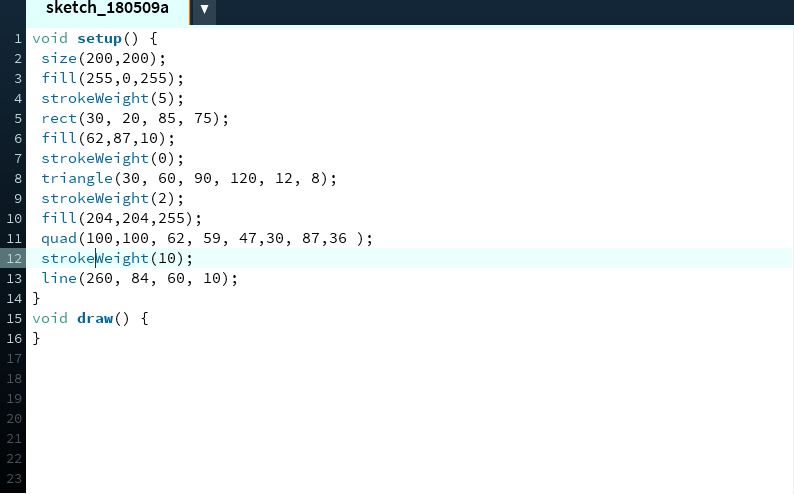 sketch_180509a ▼
1 void setup() {
2 size(200,200);
3 fill(255,0,255);
4 strokeWeight(5);
5 rect(30, 20, 85, 75);
6 fill(62,87,10);
7 strokeWeight(0);
8 triangle(30, 60, 90, 120, 12, 8);
9 strokeWeight(2);
10 fill(204,204,255);
11 quad(100,100, 62, 59, 47,30, 87,36 );
12 strokeWeight(10);
13 line(260, 84, 60, 10);
14 }
15 void draw() {
16 }
17
18
19
20
21
22
23